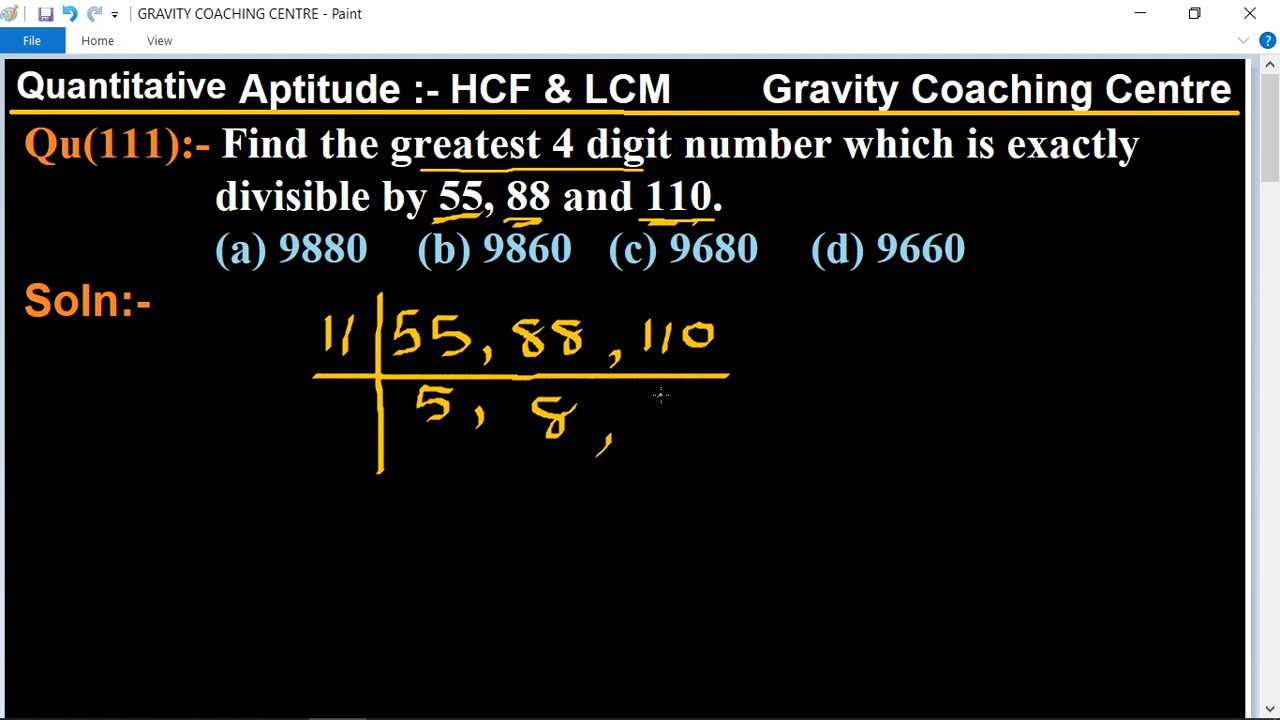 GRAVITY COACHING CENTRE - Paint
File Home View
Quantitative Aptitude :- HCF & LCM Gravity Coaching Centre
Qu(111):- Find the greatest 4 digit number which is exactly
divisible by 55, 88 and 110.
(a) 9880 (b) 9860 (c) 9680 (d) 9660
Soln:-
11 55, 88, 110
5, 8,